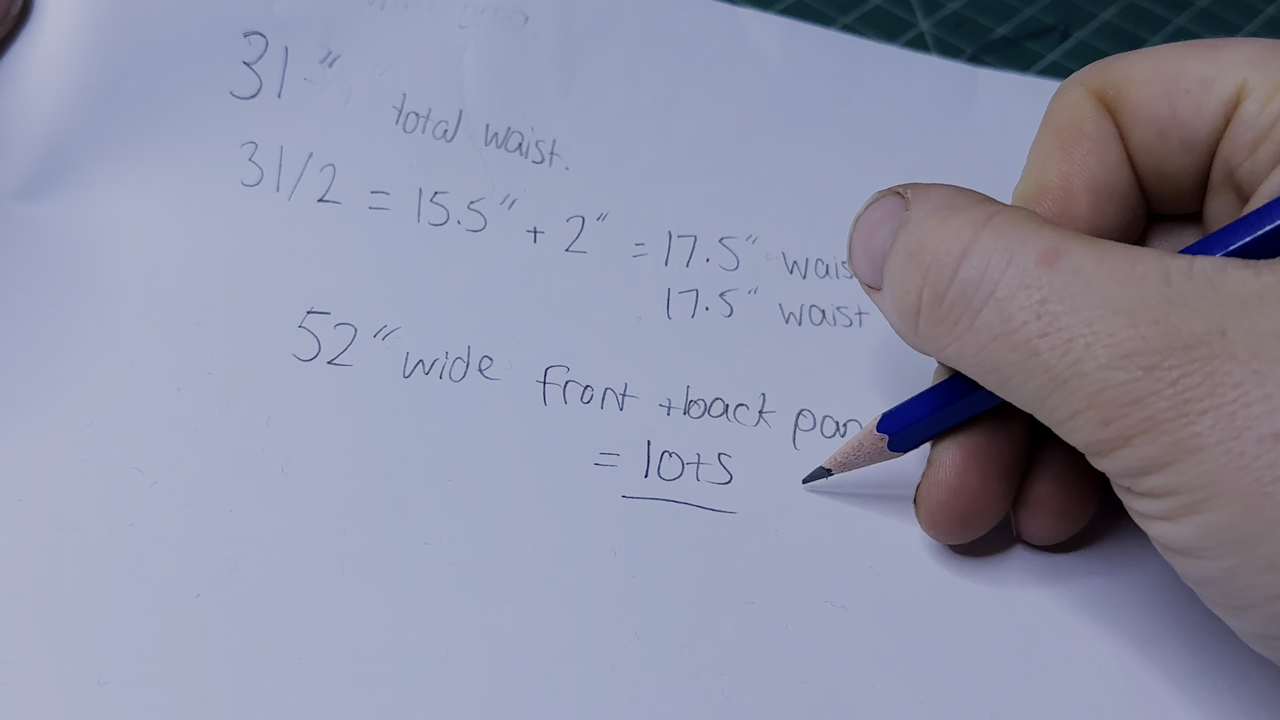 31"
total waist.
31/2 = 15.5" + 2" = 17.5" wais
17.5" waist
52" wide front + back pan
= lots